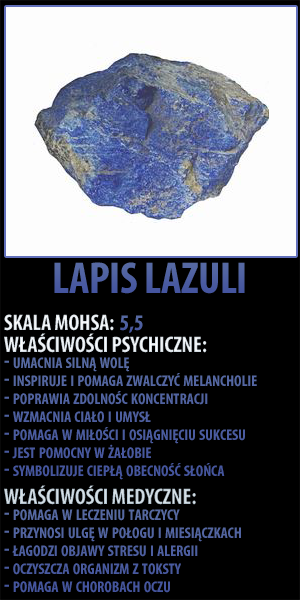 LAPIS LAZULI
SKALA MOHSA: 5,5
WŁAŚCIWOŚCI PSYCHICZNE:
- UMACNIA SILNĄ WOLĘ
- INSPIRUJE I POMAGA ZWALCZYĆ MELANCHOLIE
- POPRAWIA ZDOLNOŚC KONCENTRACJI
- WZMACNIA CIAŁO I UMYSŁ
- POMAGA W MIŁOŚCI I OSIĄGNIĘCIU SUKCESU
- JEST POMOCNY W ŻAŁOBIE
- SYMBOLIZUJE CIEPŁĄ OBECNOŚĆ SŁOŃCA
WŁAŚCIWOŚCI MEDYCZNE:
- POMAGA W LECZENIU TARCZYCY
- PRZYNOSI ULGĘ W POŁOGU I MIESIĄCZKACH
- ŁAGODZI OBJAWY STRESU I ALERGII
- OCZYSZCZA ORGANIZM Z TOKSTY
- POMAGA W CHOROBACH OCZU